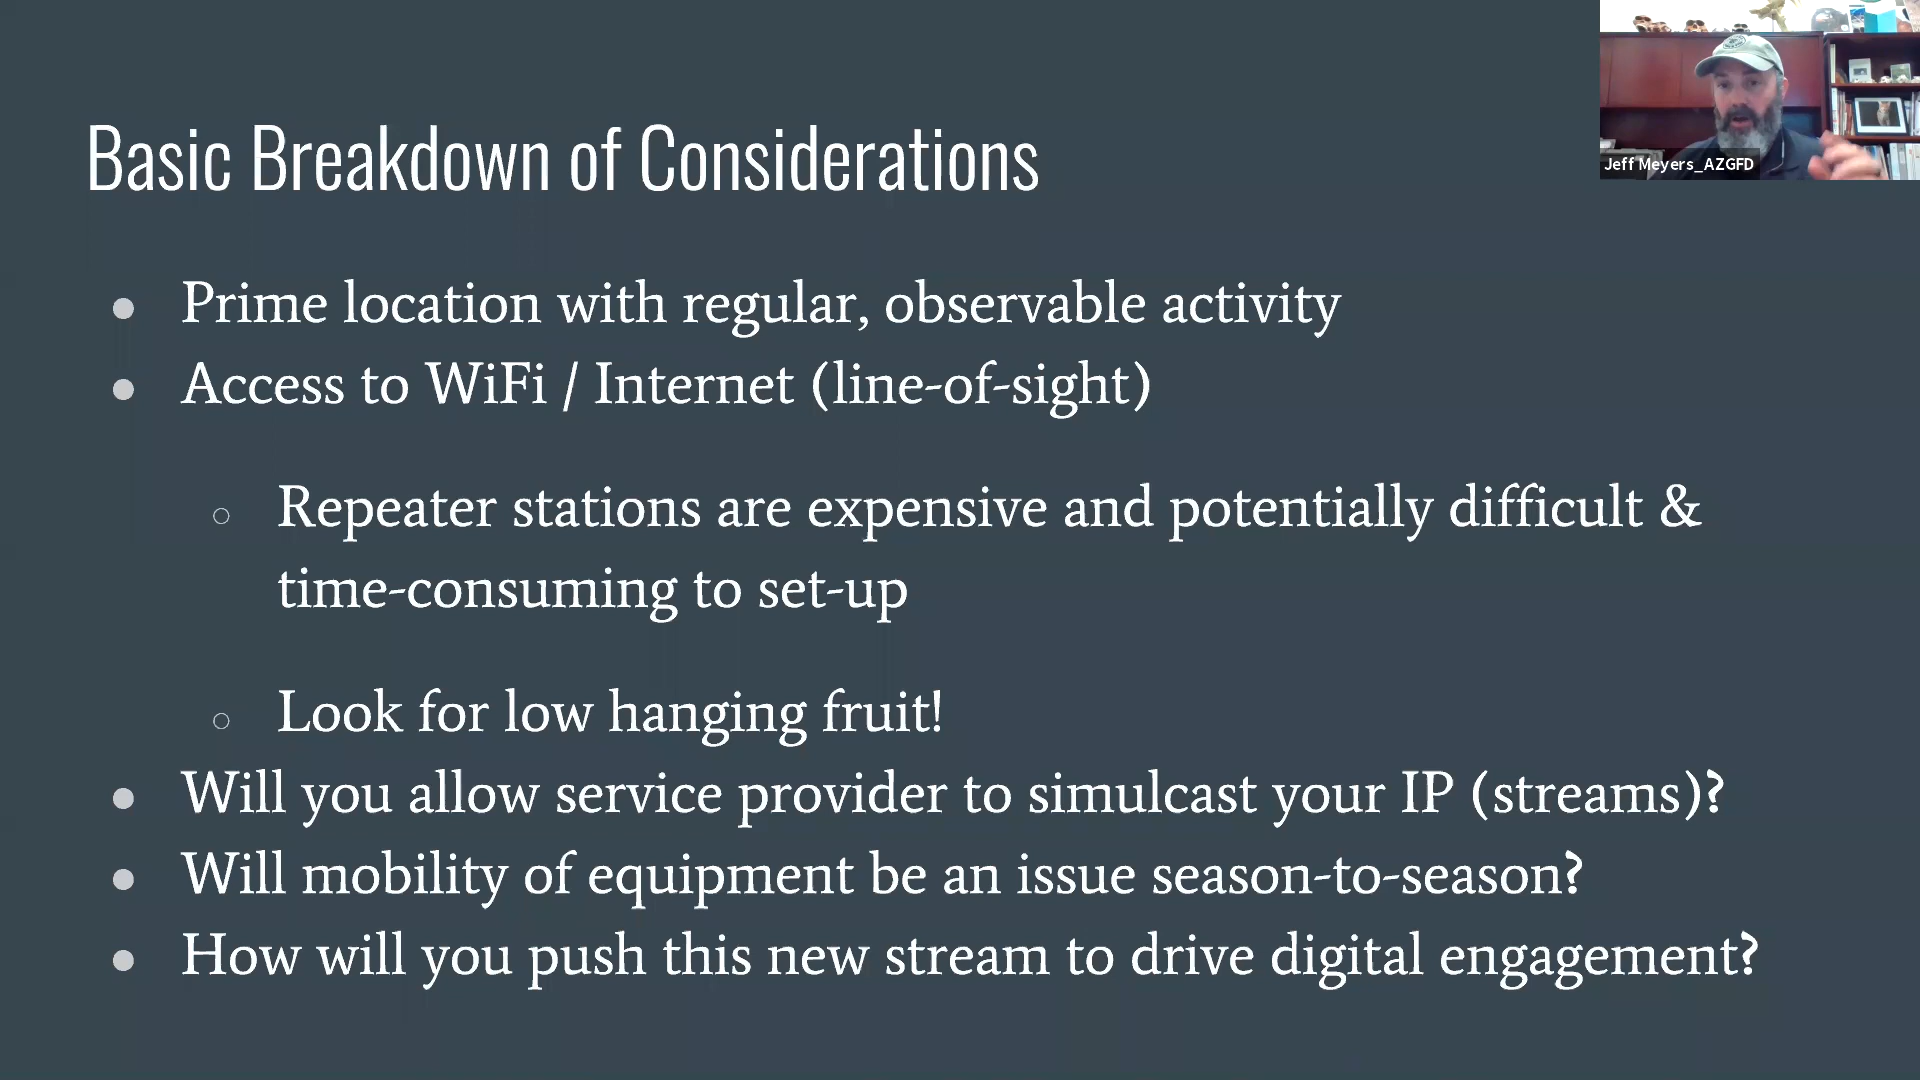 Jeff Meyers_AZGFD
Basic Breakdown of Considerations
● Prime location with regular, observable activity
● Access to WiFi / Internet (line-of-sight)
○ Repeater stations are expensive and potentially difficult &
time-consuming to set-up
○ Look for low hanging fruit!
● Will you allow service provider to simulcast your IP (streams)?
● Will mobility of equipment be an issue season-to-season?
● How will you push this new stream to drive digital engagement?